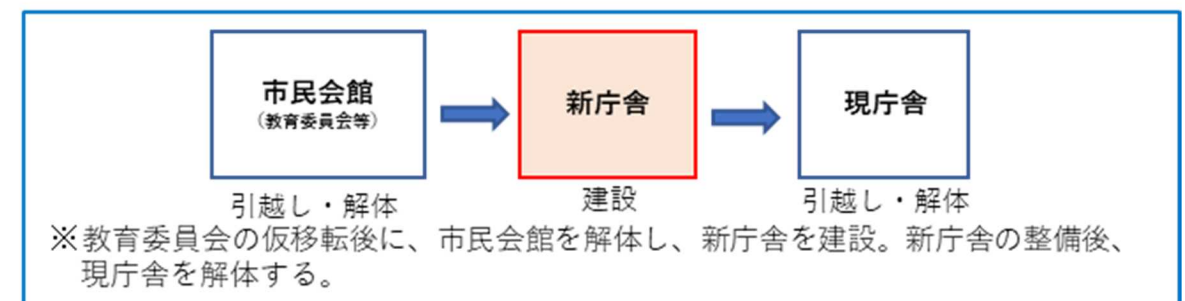 市民会館
（教育委員会等）
新庁舎
現庁舎
引越し・解体
建設
引越し・解体
※教育委員会の仮移転後に、市民会館を解体し、新庁舎を建設。新庁舎の整備後、
現庁舎を解体する。